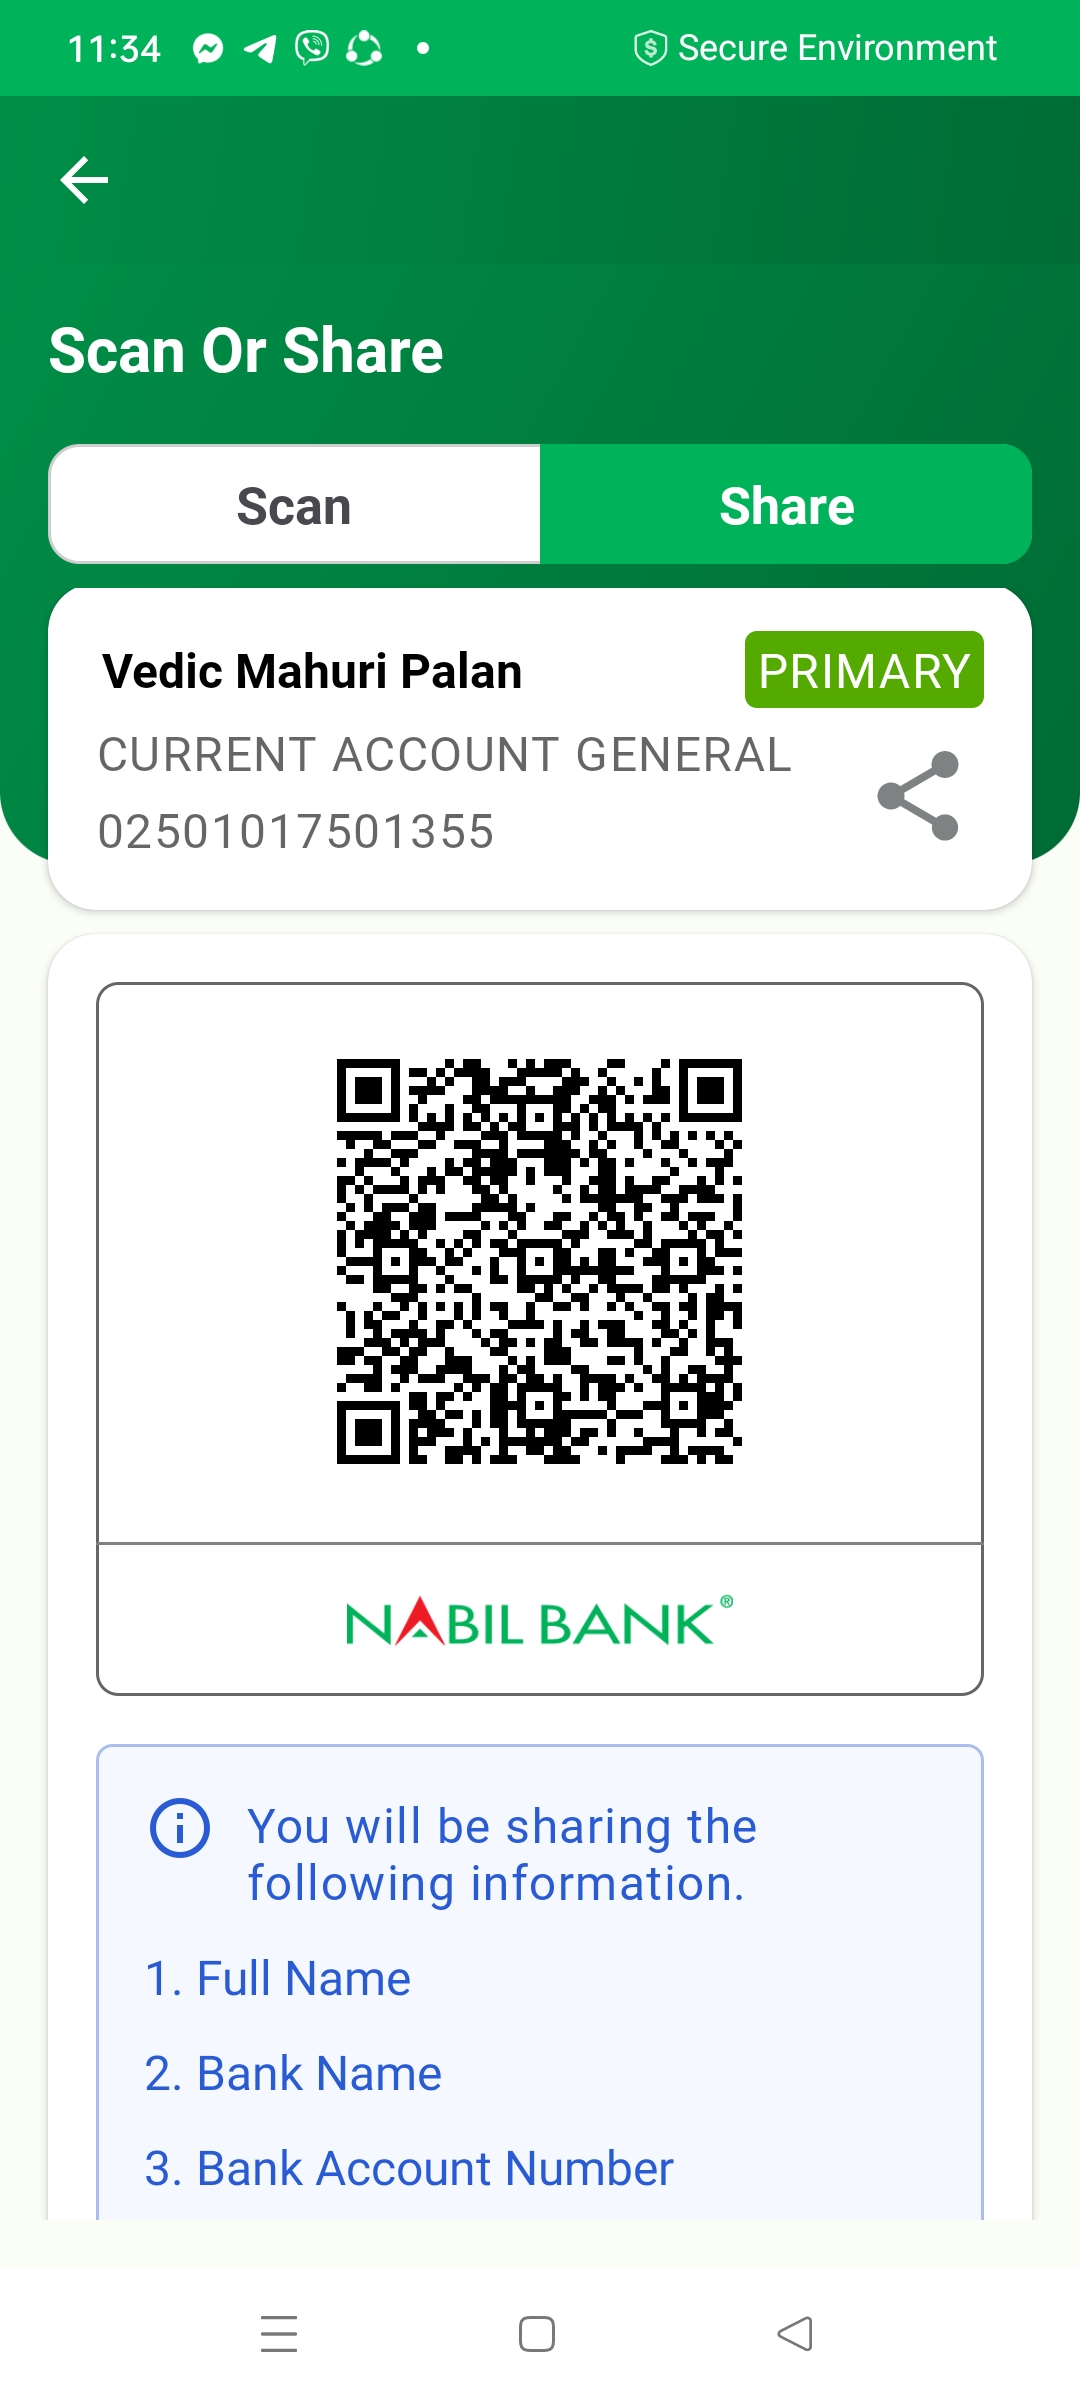 11:34
Secure Environment
Scan Or Share
Scan
Share
Vedic Mahuri Palan
PRIMARY
CURRENT ACCOUNT GENERAL
02501017501355
NABIL BANK®
You will be sharing the
following information.
1. Full Name
2. Bank Name
3. Bank Account Number